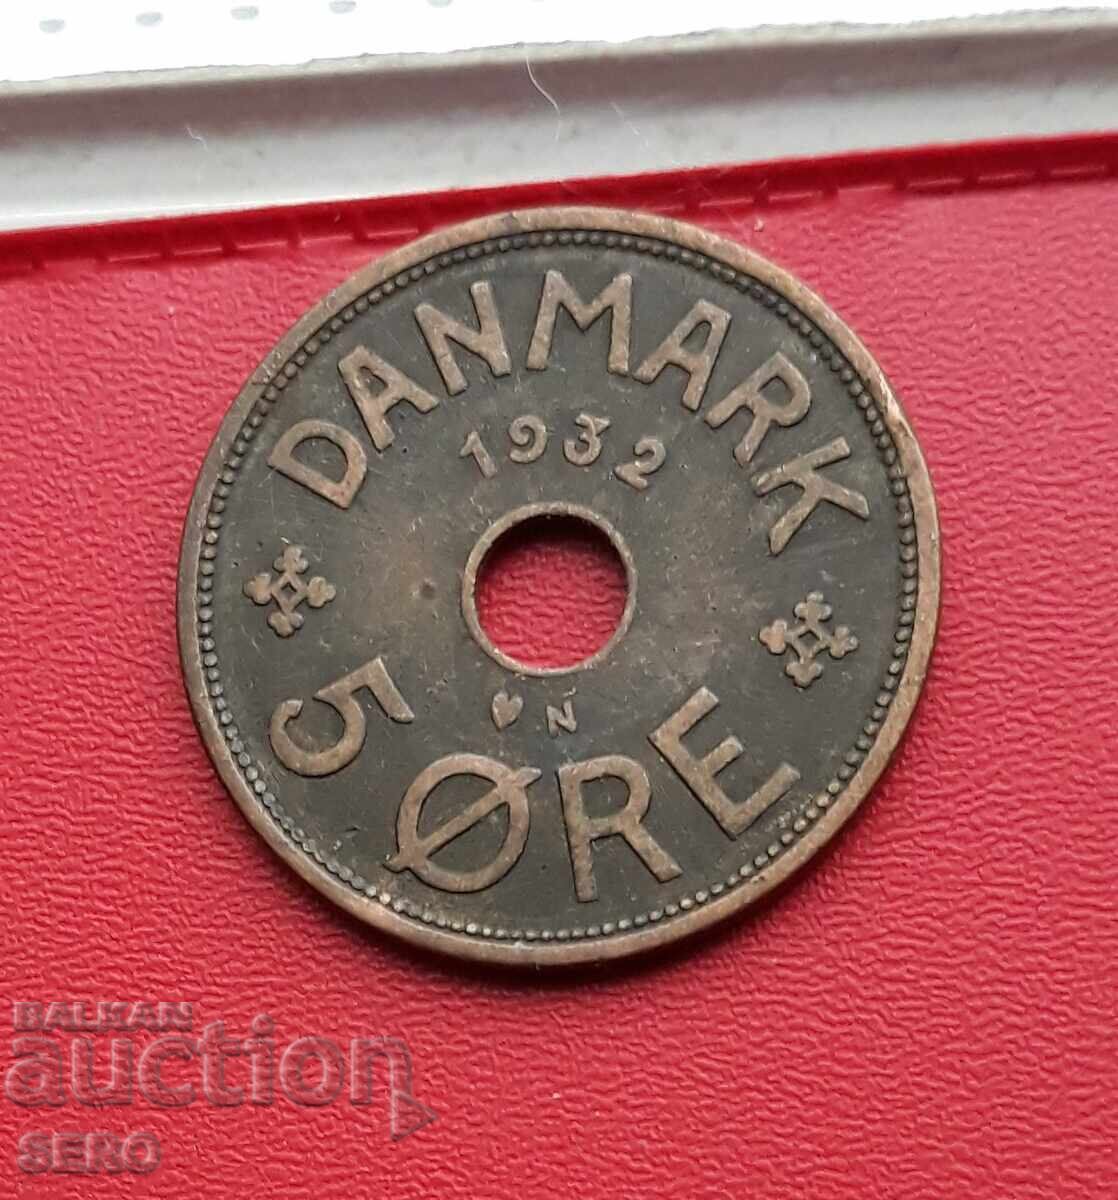 DANMARK
1932
♥ N
5 ØRE
BALKAN
auction
SERO